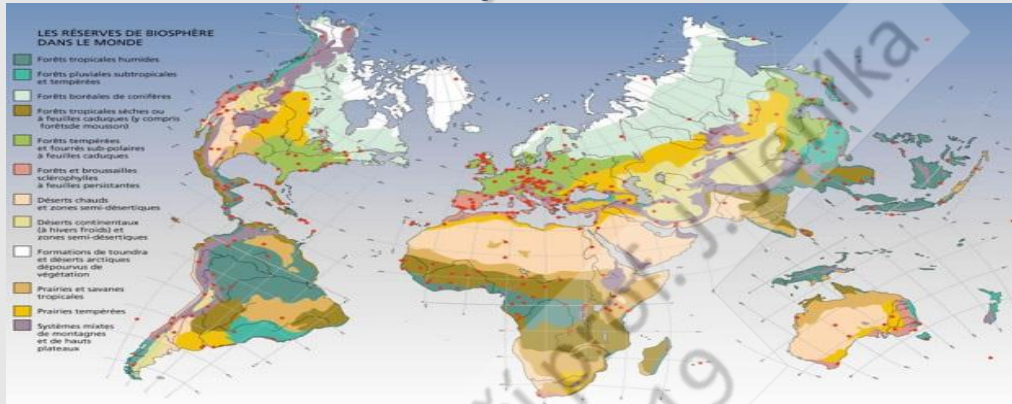 LES RÉSERVES DE BIOSPHÈRE
DANS LE MONDE
Forêts tropicales humides
Forêts pluviales subtropicales
et tempérées
Forêts boréales de conifères
Forêts tropicales sèches ou
à feuilles caduques (y compris
forêtsde mousson)
Forêts tempérées
et fourrés sub-polaires
à feuilles caduques
Forêts et broussailles
sclérophylles
à feuilles persistantes
Déserts chauds
et zones semi-désertiques
Déserts continentaux
(à hivers froids) et
zones semi-désertiques
Formations de toundra
et déserts arctiques
dépourvus de
végétation
Prairies et savanes
tropicales
Prairies tempérées
Systèmes mixtes
de montagnes
et de hauts
plateaux